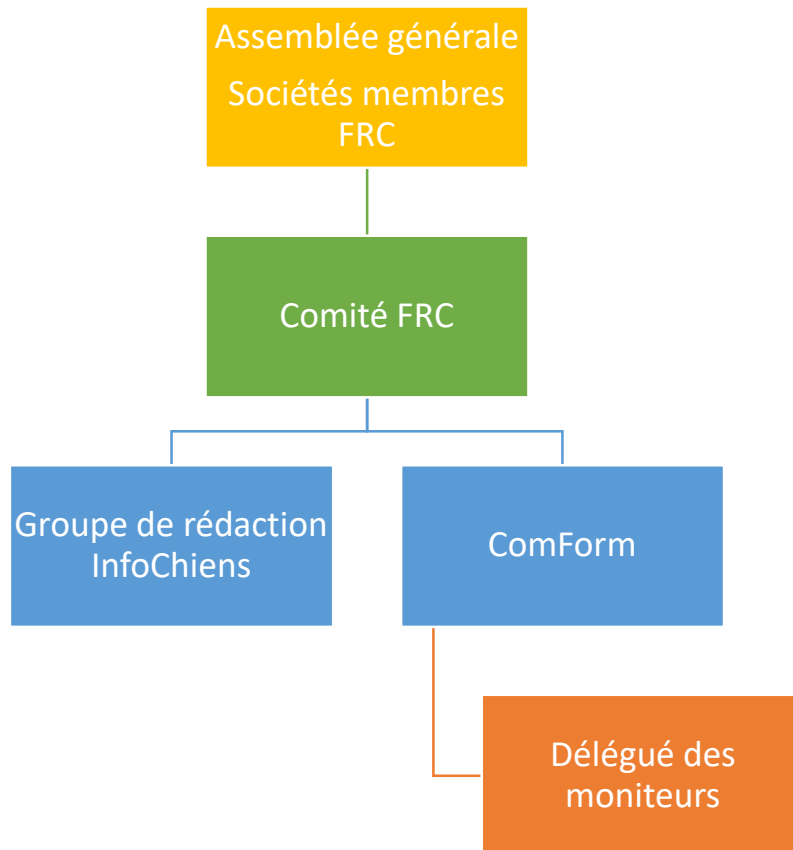 Assemblée générale
Sociétés membres
FRC
Comité FRC
Groupe de rédaction
InfoChiens
ComForm
Délégué des
moniteurs